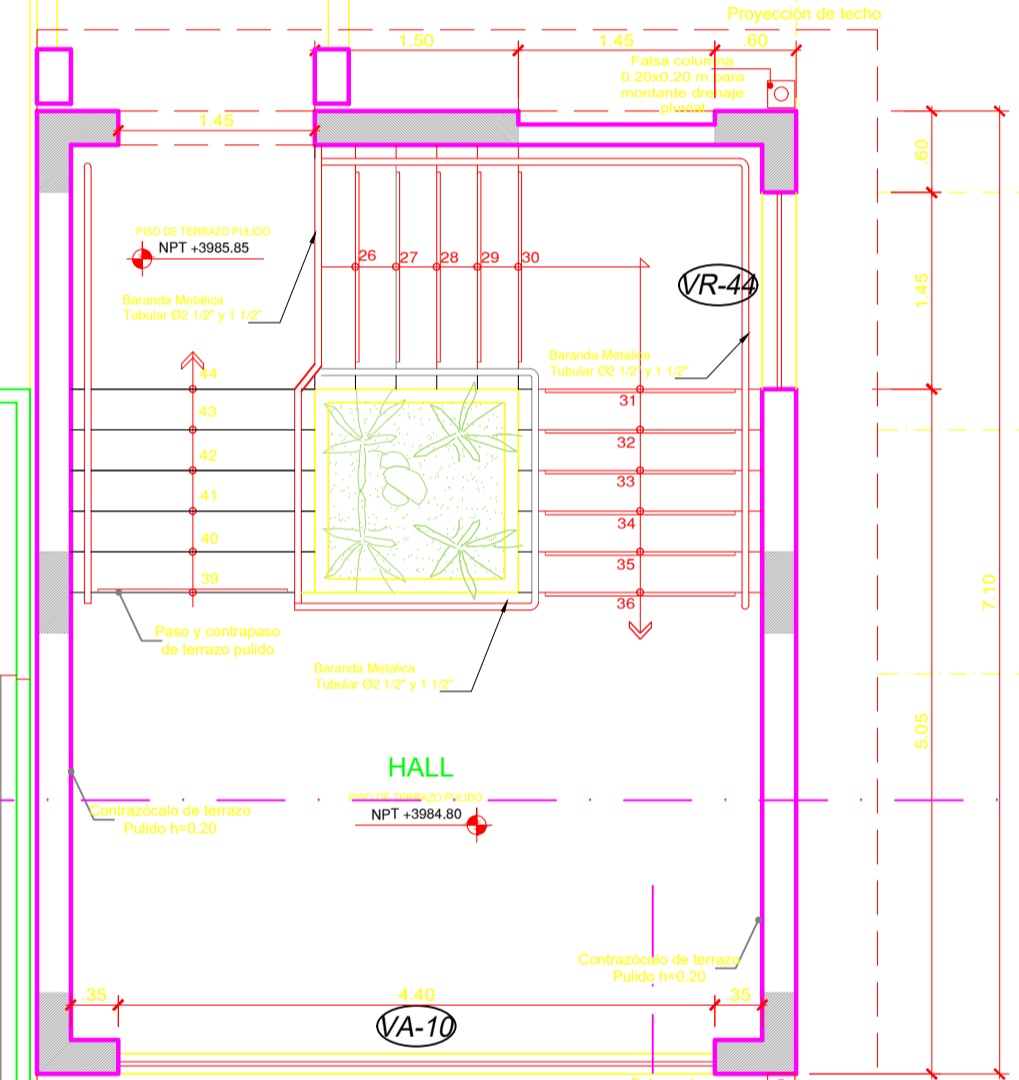 Proyección de techo
1.50
1.45
.60
Falsa columna
0.20x0.20 m para
montante drenaje
pluvial
1.45
.60
PISO DE TERRAZO PULIDO
NPT +3985.85
26
27
28
29
30
VR-44
1.45
Baranda Metalica
Tubular Ø2 1/2" y 1 1/2"
Baranda Metalica
Tubular Ø2 1/2" y 1 1/2"
44
31
43
32
42
33
41
34
40
35
39
36
7.10
Paso y contrapaso
de terrazo pulido
Baranda Metalica
Tubular Ø2 1/2" y 1 1/2"
5.05
HALL
PISO DE TERRAZO PULIDO
NPT +3984.80
Contrazócalo de terrazo
Pulido h=0.20
Contrazócalo de terrazo
Pulido h=0.20
.35
4.40
.35
VA-10